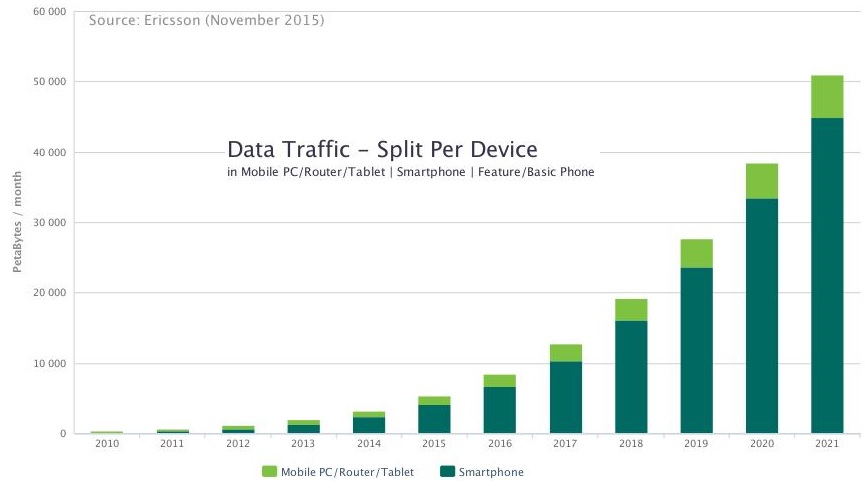 60 000
Source: Ericsson (November 2015)
50 000
40 000
Data Traffic – Split Per Device
in Mobile PC/Router/Tablet | Smartphone | Feature/Basic Phone
PetaBytes / month
30 000
20 000
10 000
0
2010 2011 2012 2013 2014 2015 2016 2017 2018 2019 2020 2021
Mobile PC/Router/Tablet Smartphone